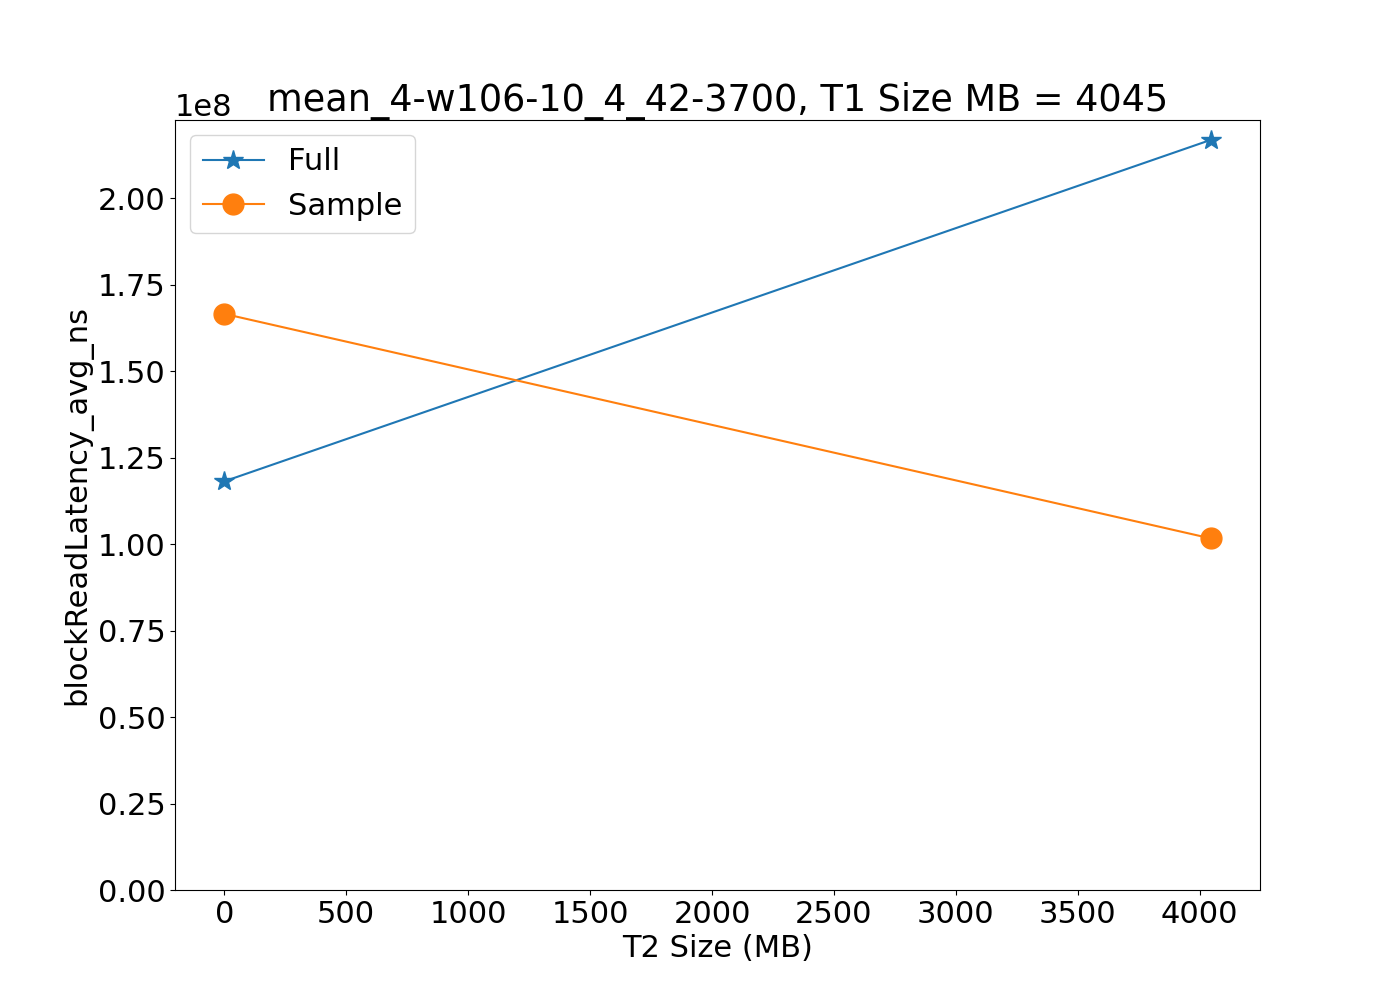 mean_4-w106-10_4_42-3700, T1 Size MB = 4045
1e8
Full
Sample
2.00
1.75
1.50
1.25
1.00
0.75
0.50
0.25
0.00
blockReadLatency_avg_ns
0 500 1000 1500 2000 2500 3000 3500 4000
T2 Size (MB)